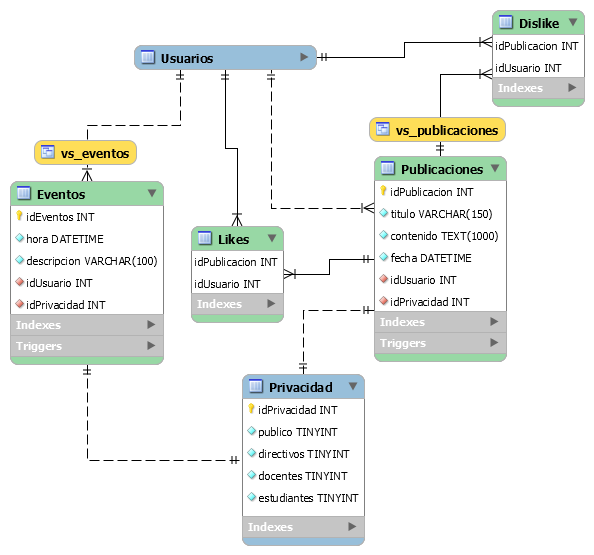 Dislike
idPublicacion INT
idUsuario INT
Indexes
Usuarios
vs_publicaciones
vs_eventos
Publicaciones
idPublicacion INT
titulo VARCHAR(150)
contenido TEXT(1000)
fecha DATETIME
idUsuario INT
idPrivacidad INT
Indexes
Triggers
Eventos
idEventos INT
hora DATETIME
descripcion VARCHAR(100)
idUsuario INT
idPrivacidad INT
Indexes
Triggers
Likes
idPublicacion INT
idUsuario INT
Indexes
Privacidad
idPrivacidad INT
publico TINYINT
directivos TINYINT
docentes TINYINT
estudiantes TINYINT
Indexes